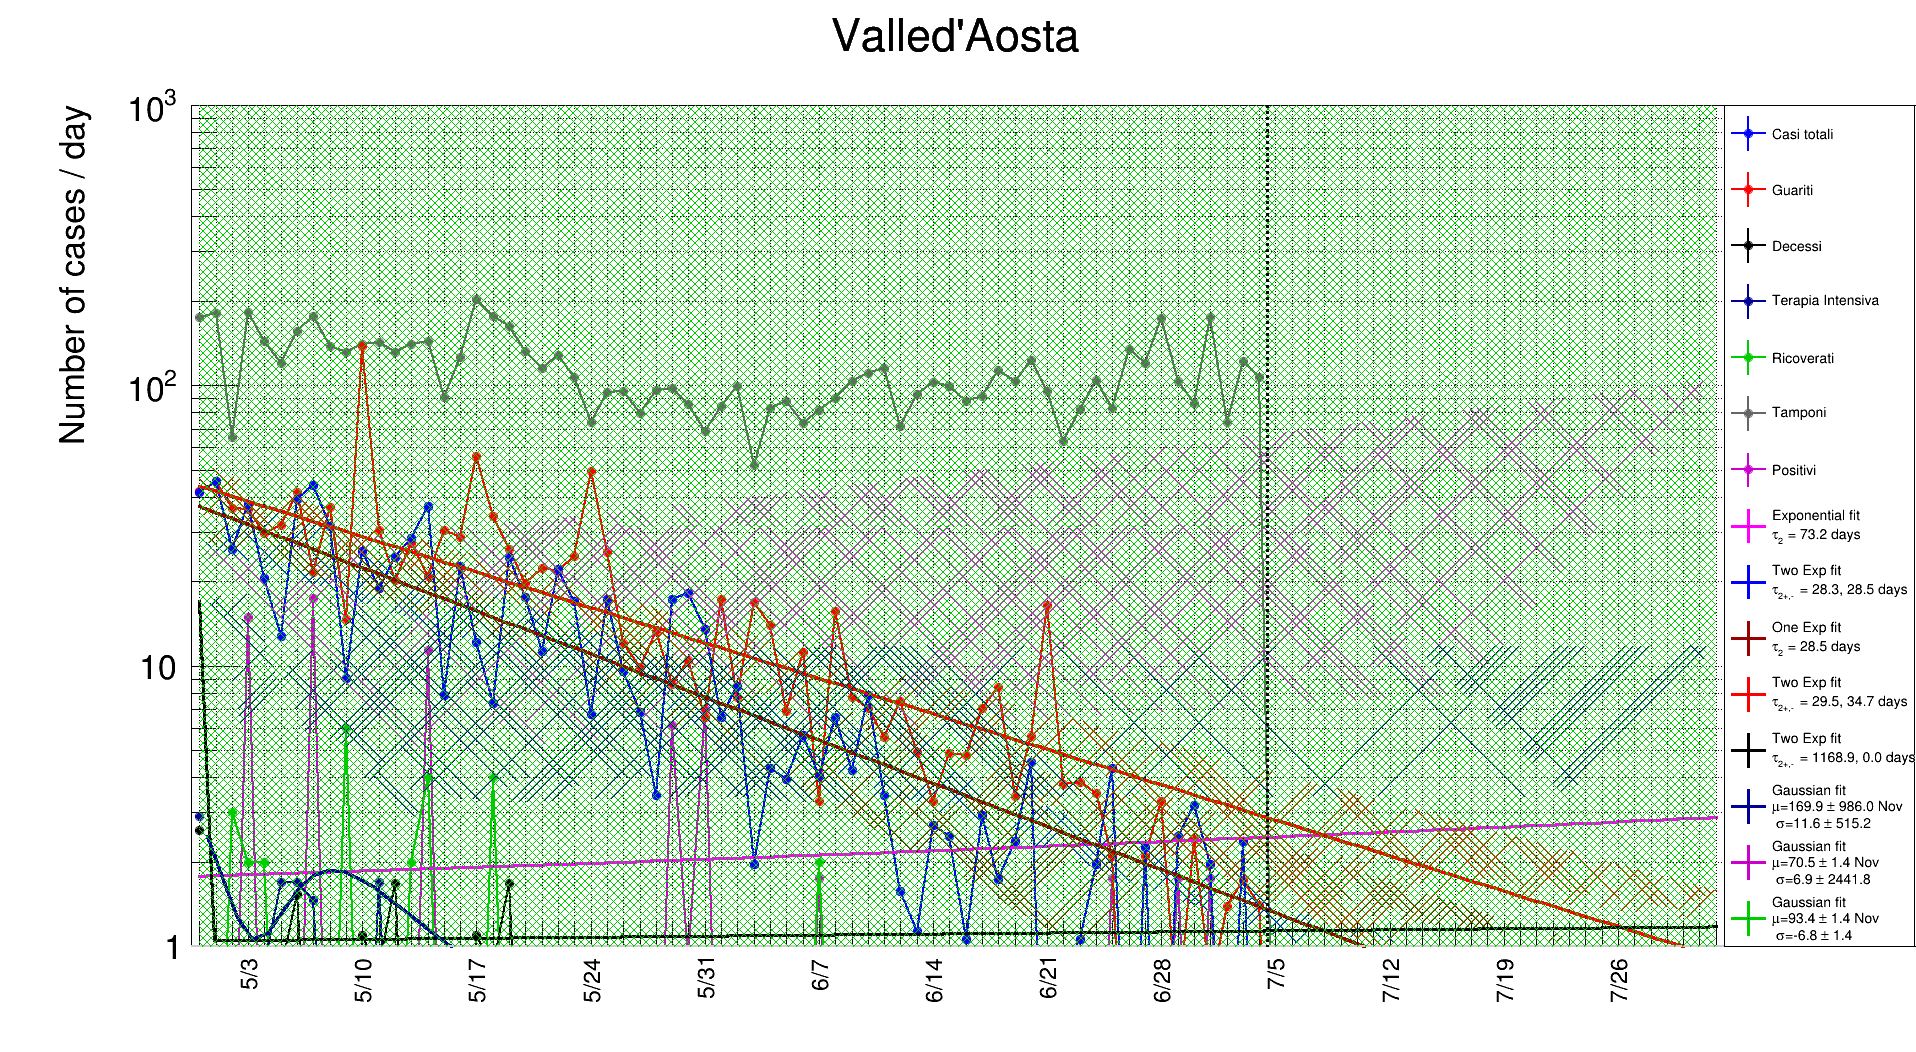 Valled'Aosta
Number of cases / day
10³
10²
10
1
5/3
5/10
5/17
5/24
5/31
6/7
6/14
6/21
6/28
7/5
7/12
7/19
7/26
Casi totali
Guariti
Decessi
Terapia Intensiva
Ricoverati
Tamponi
Positivi
Exponential fit
τ₂ = 73.2 days
Two Exp fit
τ₂₊,₋ = 28.3, 28.5 days
One Exp fit
τ₂ = 28.5 days
Two Exp fit
τ₂₊,₋ = 29.5, 34.7 days
Two Exp fit
τ₂₊,₋ = 1168.9, 0.0 days
Gaussian fit
μ=169.9 ± 986.0 Nov
σ=11.6 ± 515.2
Gaussian fit
μ=70.5 ± 1.4 Nov
σ=6.9 ± 2441.8
Gaussian fit
μ=93.4 ± 1.4 Nov
σ=-6.8 ± 1.4